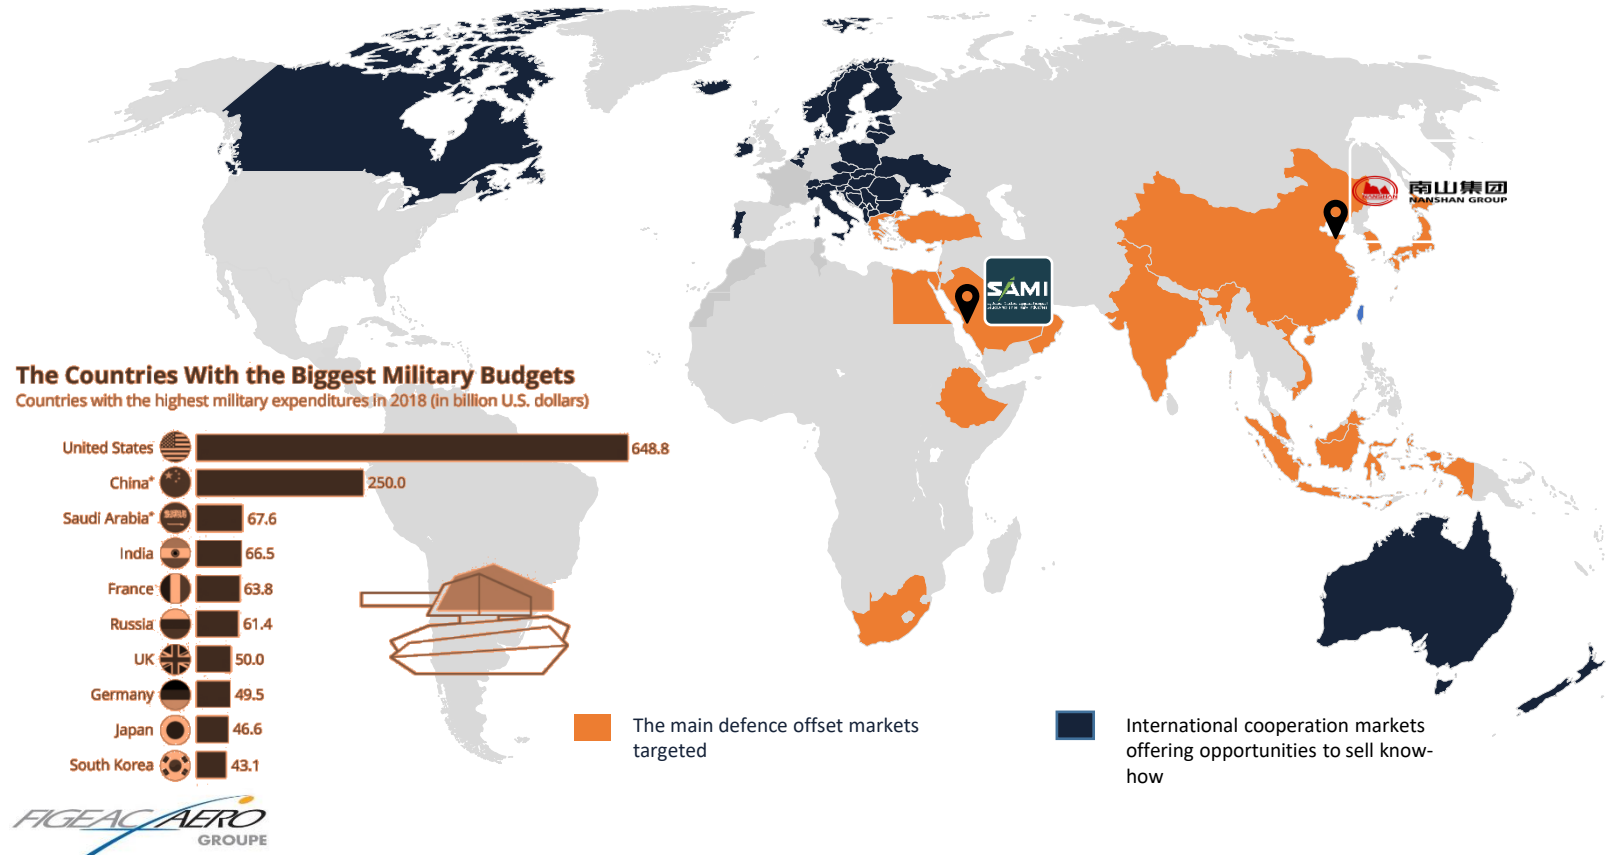 南山集团
NANSHAN GROUP
NANSHAN
SAMI
The Countries With the Biggest Military Budgets
Countries with the highest military expenditures in 2018 (in billion U.S. dollars)
United States 648.8
China* 250.0
Saudi Arabia* 67.6
India 66.5
France 63.8
Russia 61.4
UK 50.0
Germany 49.5
Japan 46.6
South Korea 43.1
The main defence offset markets
targeted
International cooperation markets
offering opportunities to sell know-
how
FIGEAC AERO
GROUPE